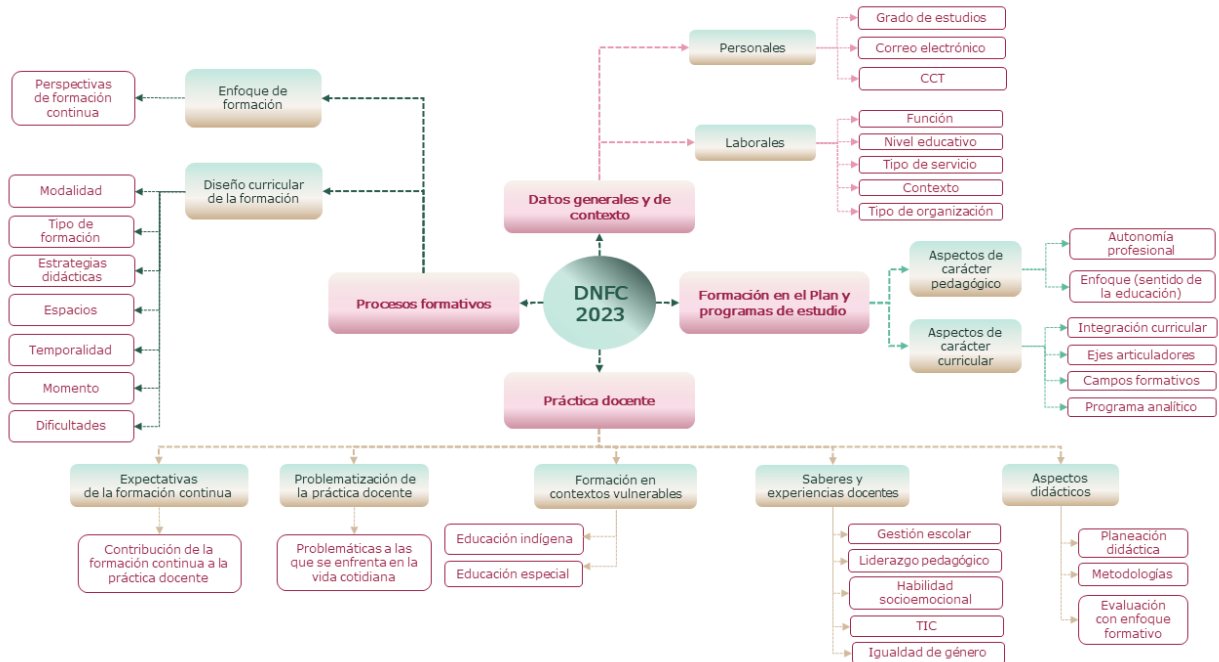 Grado de estudios
Personales
Correo electrónico
CCT
Laborales
Función
Nivel educativo
Tipo de servicio
Contexto
Tipo de organización
Datos generales y de
contexto
Enfoque de
formación
Perspectivas
de formación
continua
Diseño curricular
de la formación
Modalidad
Tipo de
formación
Estrategias
didácticas
Espacios
Temporalidad
Momento
Dificultades
Procesos formativos
DNFC
2023
Formación en el Plan y
programas de estudio
Aspectos de
carácter
pedagógico
Autonomía
profesional
Enfoque (sentido de
la educación)
Aspectos de
carácter
curricular
Integración curricular
Ejes articuladores
Campos formativos
Programa analítico
Práctica docente
Expectativas
de la formación continua
Contribución de la
formación continua a la
práctica docente
Problematización de
la práctica docente
Problemáticas a las
que se enfrenta en la
vida cotidiana
Formación en
contextos vulnerables
Educación indígena
Educación especial
Saberes y
experiencias docentes
Gestión escolar
Liderazgo pedagógico
Habilidad
socioemocional
TIC
Igualdad de género
Aspectos
didácticos
Planeación
didáctica
Metodologías
Evaluación
con enfoque
formativo